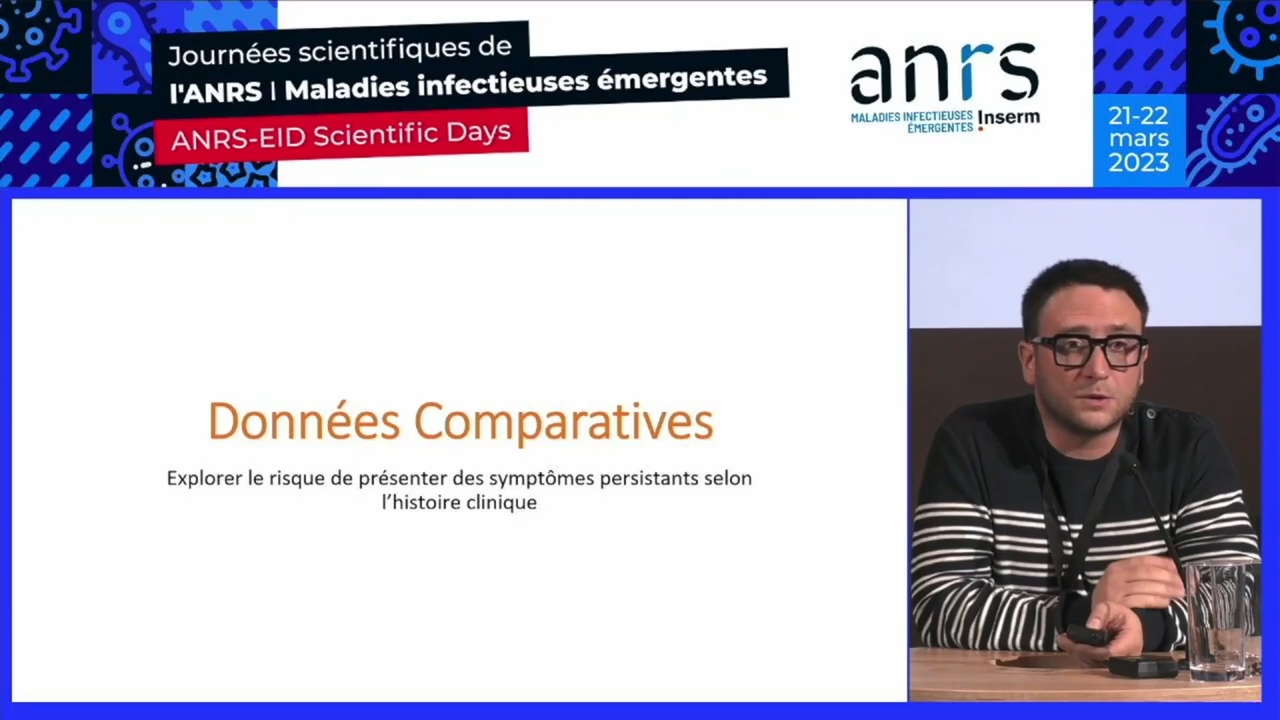 Journées scientifiques de
l'ANRS | Maladies infectieuses émergentes
ANRS-EID Scientific Days
anrs
MALADIES INFECTIEUSES
ÉMERGENTES
Inserm
21-22
mars
2023
Données Comparatives
Explorer le risque de présenter des symptômes persistants selon
l’histoire clinique